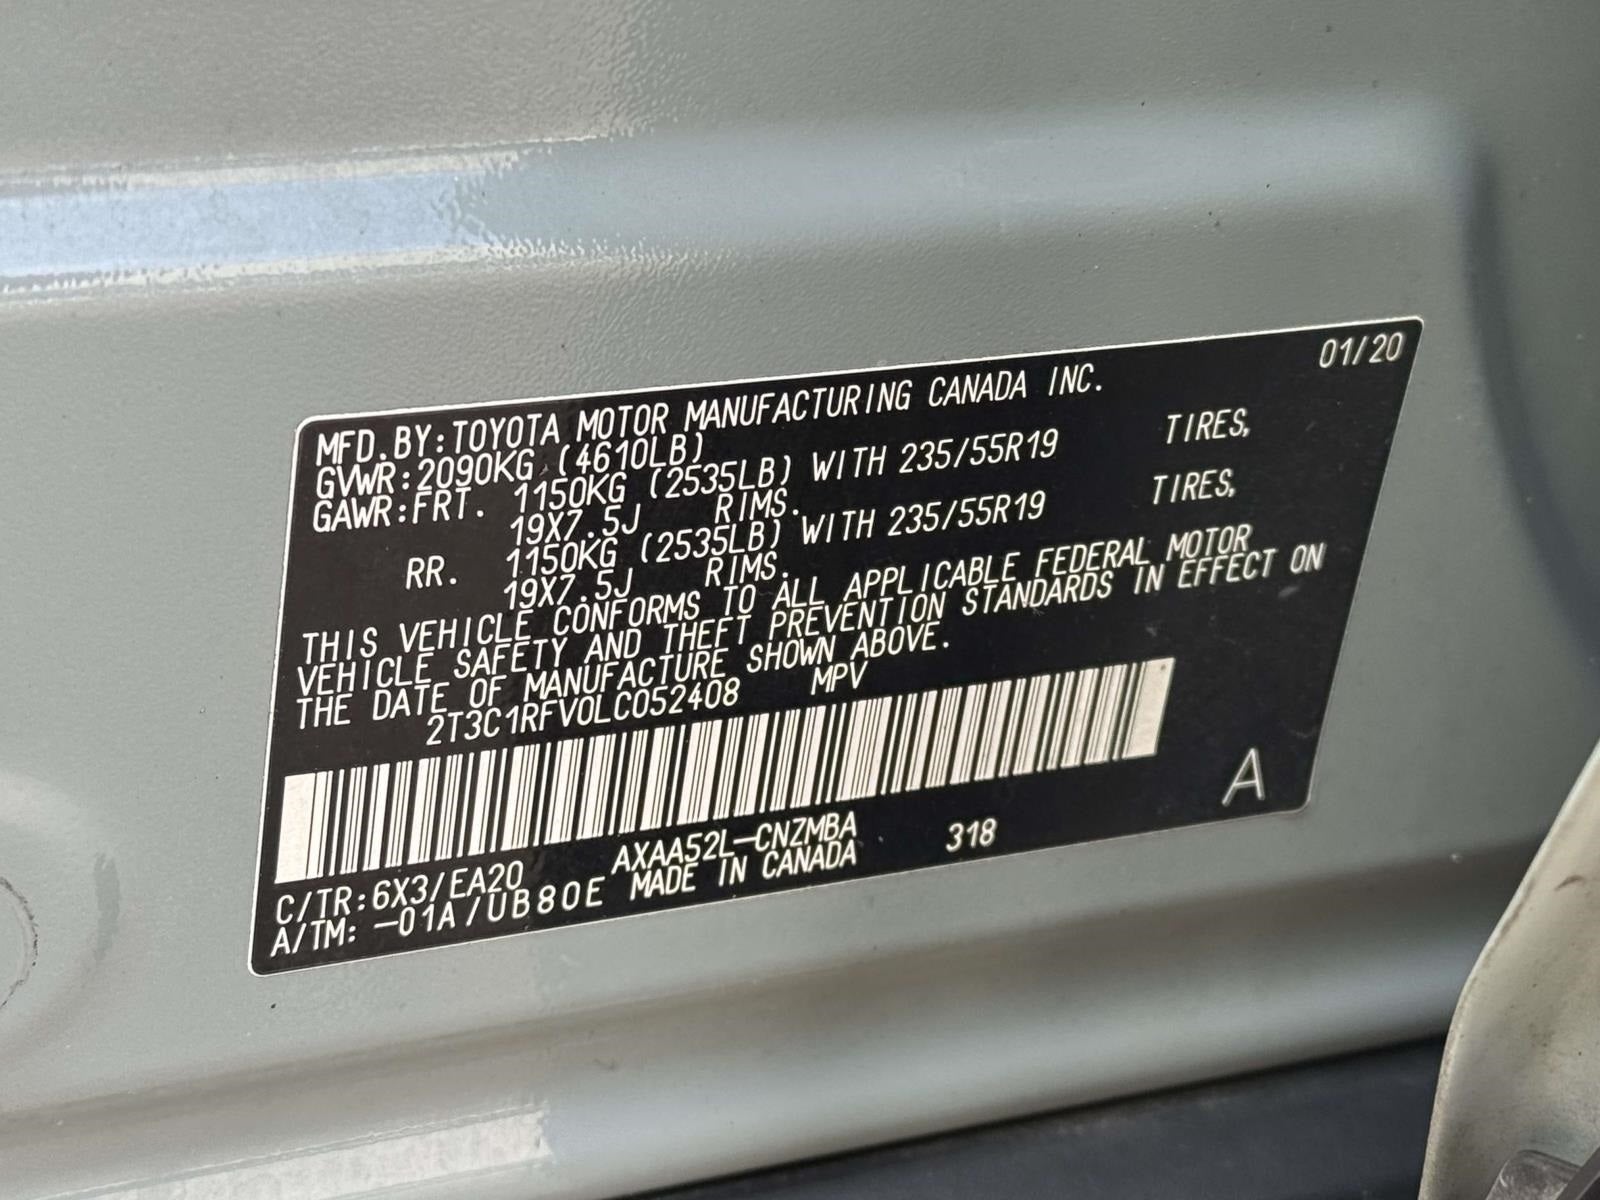 01/20
MFD.BY:TOYOTA MOTOR MANUFACTURING CANADA INC.
GVWR:2090KG (4610LB)
GAWR:FRT. 1150KG (2535LB) WITH 235/55R19 TIRES,
19X7.5J RIMS.
RR. 1150KG (2535LB) WITH 235/55R19 TIRES,
19X7.5J RIMS.
THIS VEHICLE CONFORMS TO ALL APPLICABLE FEDERAL MOTOR
VEHICLE SAFETY AND THEFT PREVENTION STANDARDS IN EFFECT ON
THE DATE OF MANUFACTURE SHOWN ABOVE.
2T3C1RFV0LC052408 MPV
A
C/TR:6X3/EA20 AXAA52L-CNZMBA 318
A/TM: -01A/UB80E MADE IN CANADA